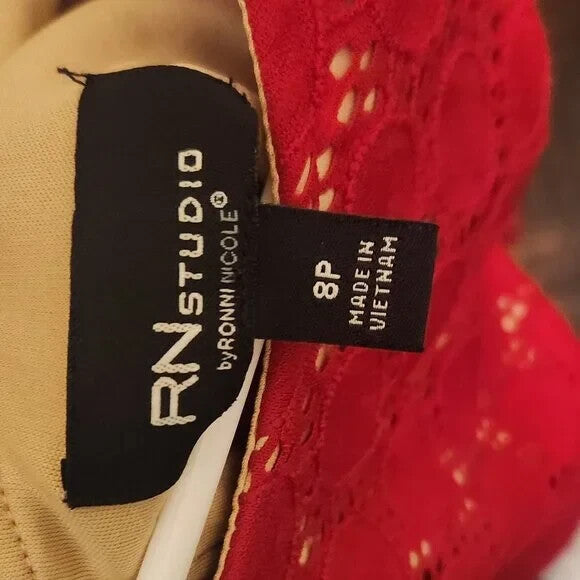 RN STUDIO
by RONNI NICOLE®
8P
MADE IN
VIETNAM